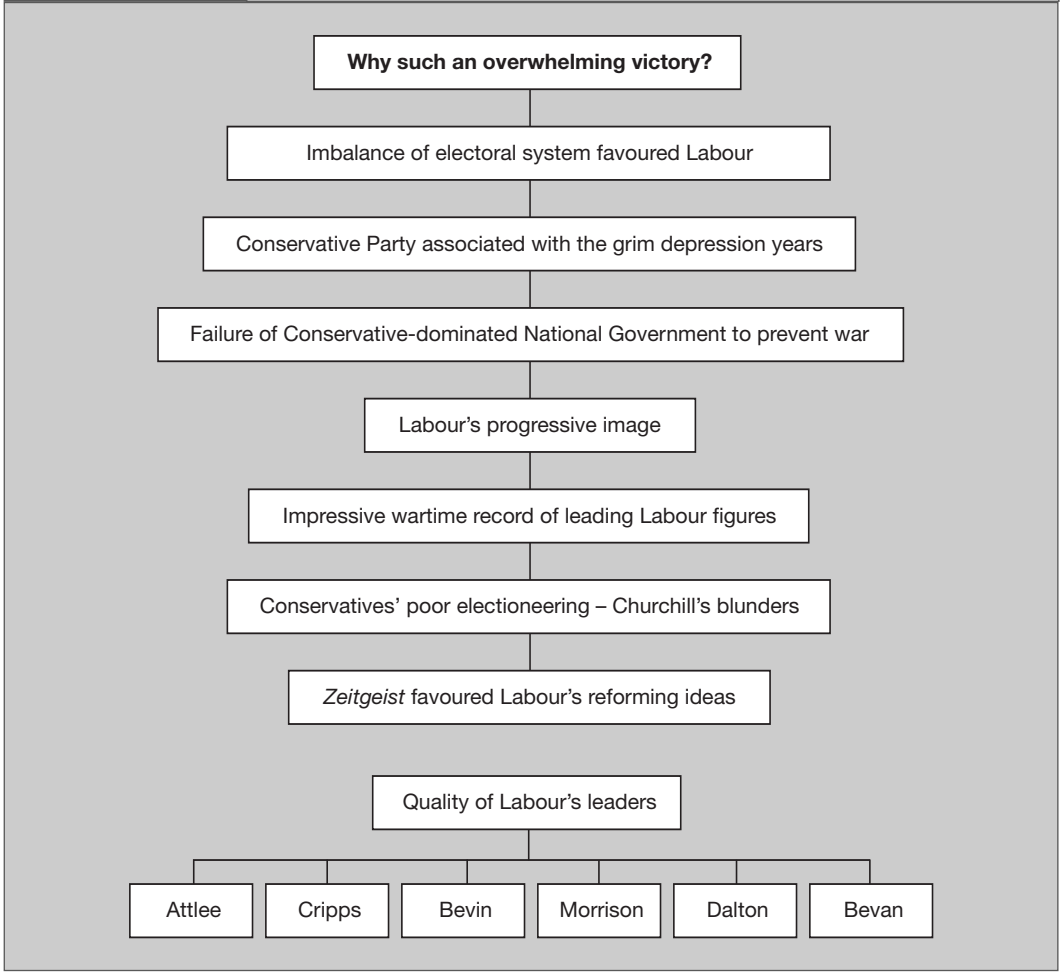 Why such an overwhelming victory?
Imbalance of electoral system favoured Labour
Conservative Party associated with the grim depression years
Failure of Conservative-dominated National Government to prevent war
Labour’s progressive image
Impressive wartime record of leading Labour figures
Conservatives’ poor electioneering – Churchill’s blunders
Zeitgeist favoured Labour’s reforming ideas
Quality of Labour’s leaders
Attlee
Cripps
Bevin
Morrison
Dalton
Bevan